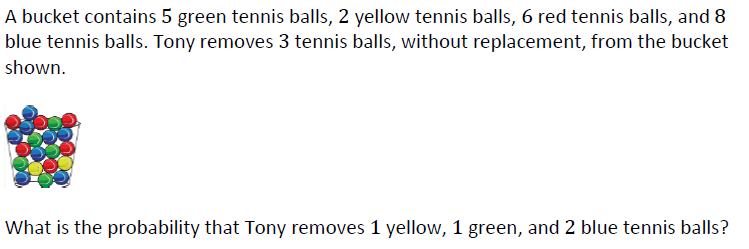 A bucket contains 5 green tennis balls, 2 yellow tennis balls, 6 red tennis balls, and 8
blue tennis balls. Tony removes 3 tennis balls, without replacement, from the bucket
shown.
What is the probability that Tony removes 1 yellow, 1 green, and 2 blue tennis balls?